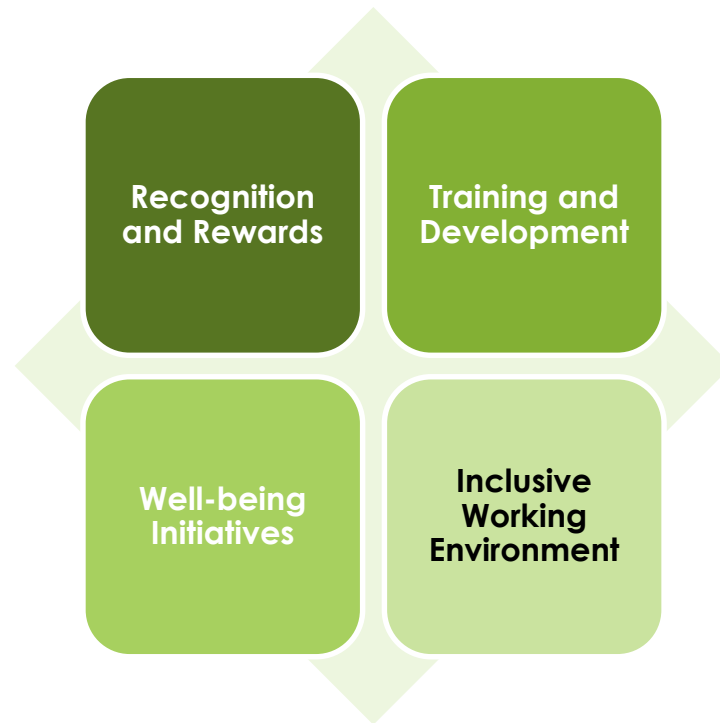 Recognition
and Rewards
Training and
Development
Well-being
Initiatives
Inclusive
Working
Environment